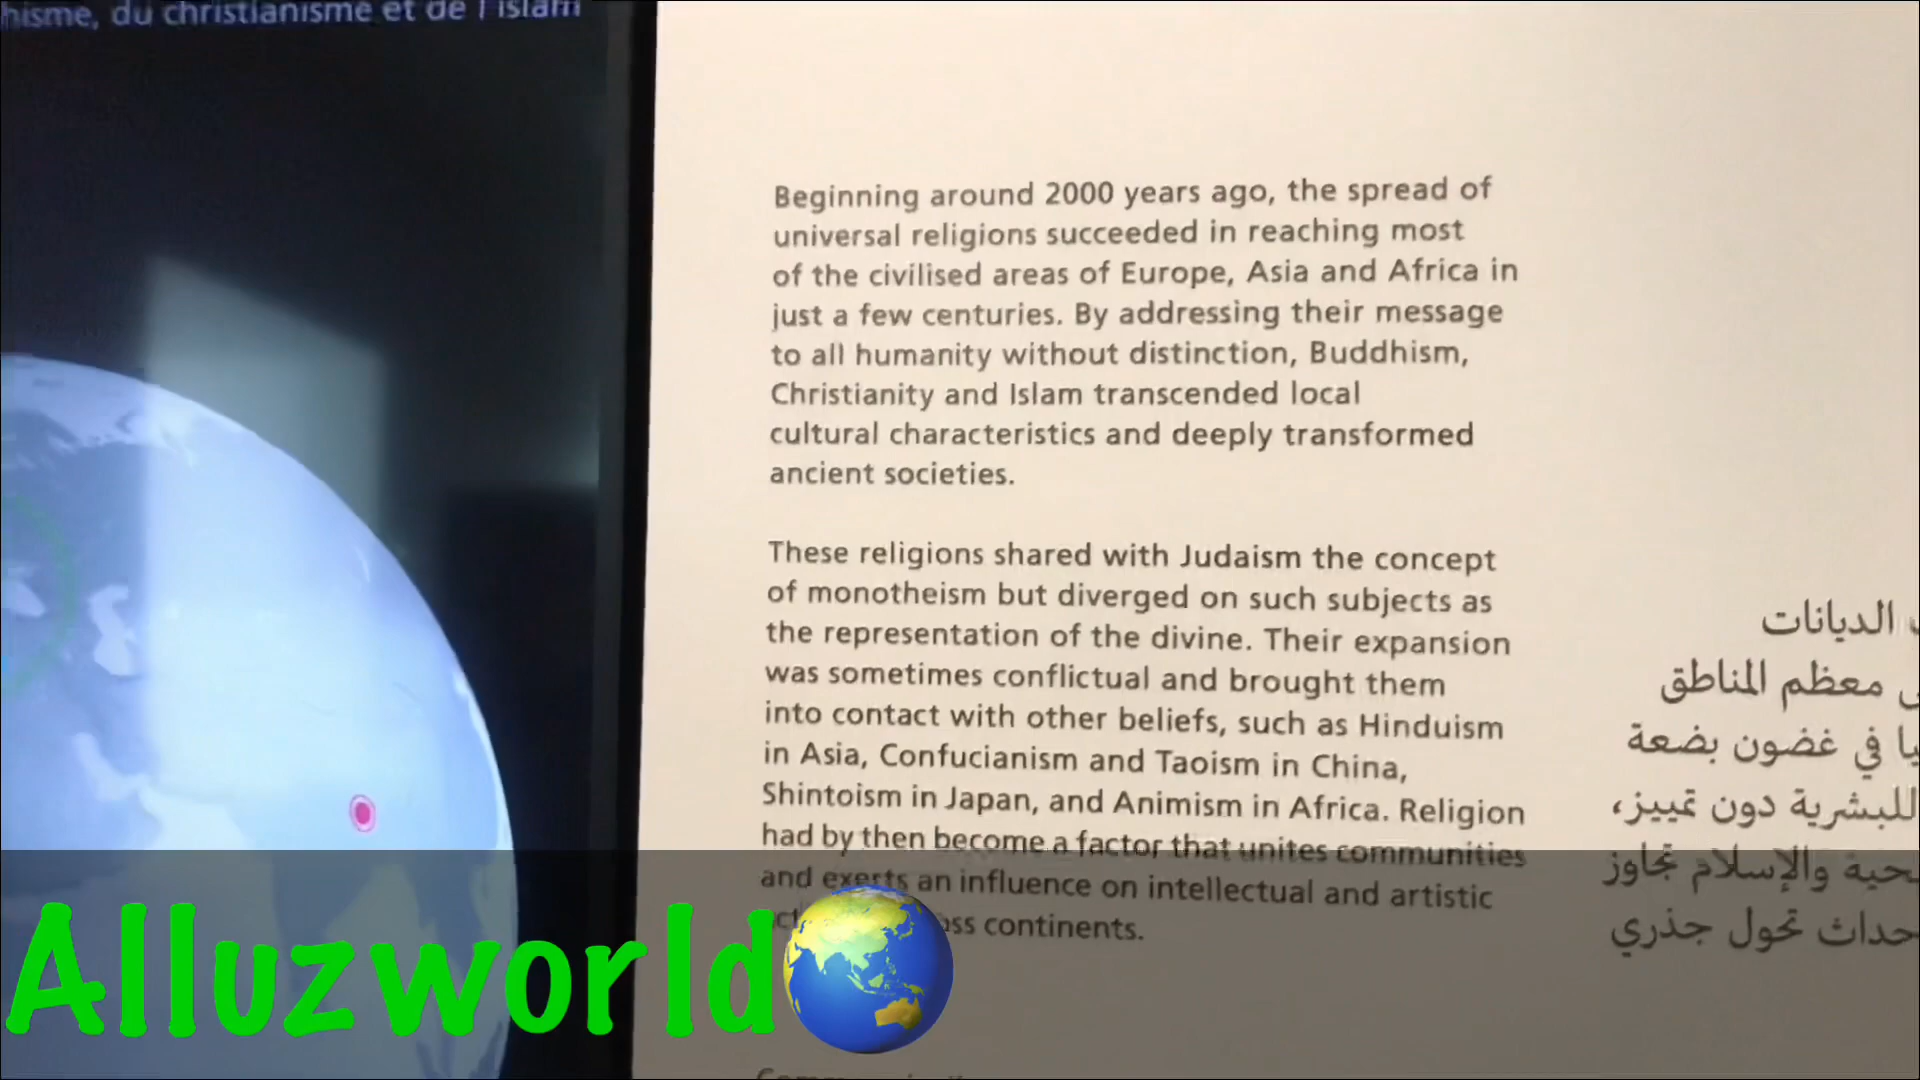 du christianisme et de l'islam
Beginning around 2000 years ago, the spread of
universal religions succeeded in reaching most
of the civilised areas of Europe, Asia and Africa in
just a few centuries. By addressing their message
to all humanity without distinction, Buddhism,
Christianity and Islam transcended local
cultural characteristics and deeply transformed
ancient societies.
These religions shared with Judaism the concept
of monotheism but diverged on such subjects as
the representation of the divine. Their expansion
was sometimes conflictual and brought them
into contact with other beliefs, such as Hinduism
in Asia, Confucianism and Taoism in China,
Shintoism in Japan, and Animism in Africa. Religion
had by then become a factor that unites communities
and exerts an influence on intellectual and artistic
continents.
الديانات
معظم المناطق
في غضون بضعة
للبشرية دون تمييز،
والإسلام تجاوز
تحول جذري
Alluzworld